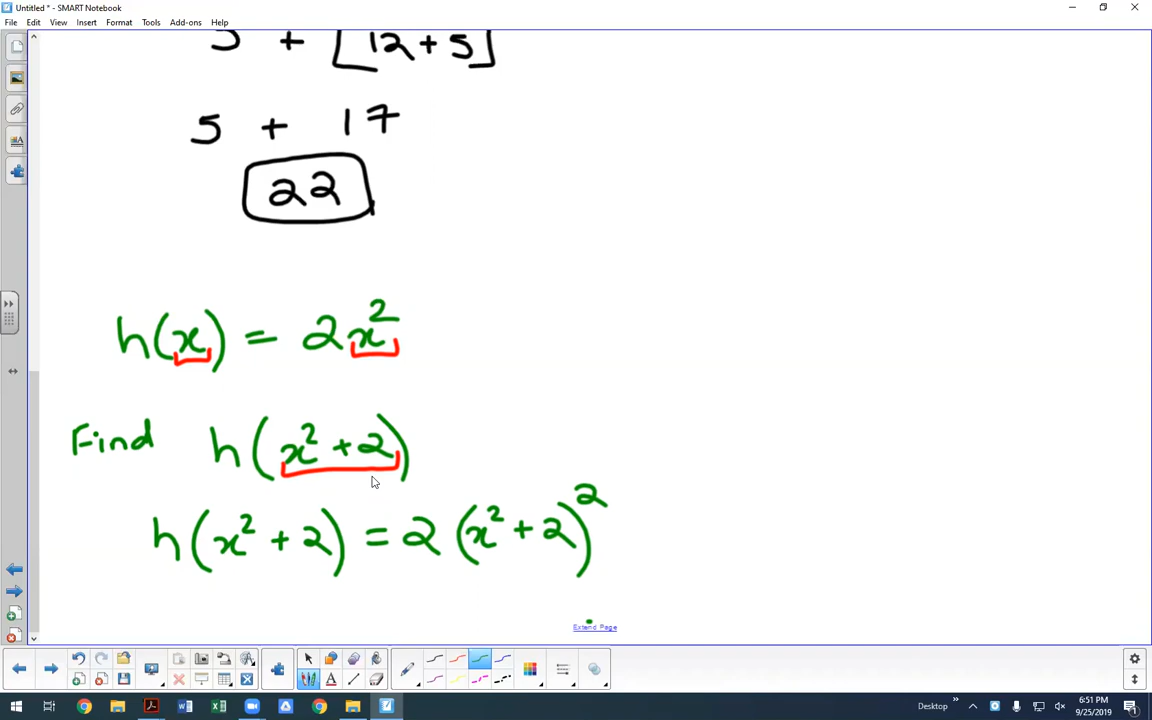 Untitled * - SMART Notebook
File Edit View Insert Format Tools Add-ons Help
5 + [12+5]
5 + 17
22
h(x) = 2x²
Find h(x² + 2)
h(x² + 2) = 2(x² + 2)²
Extend Page
A
Desktop
6:51 PM
9/25/2019